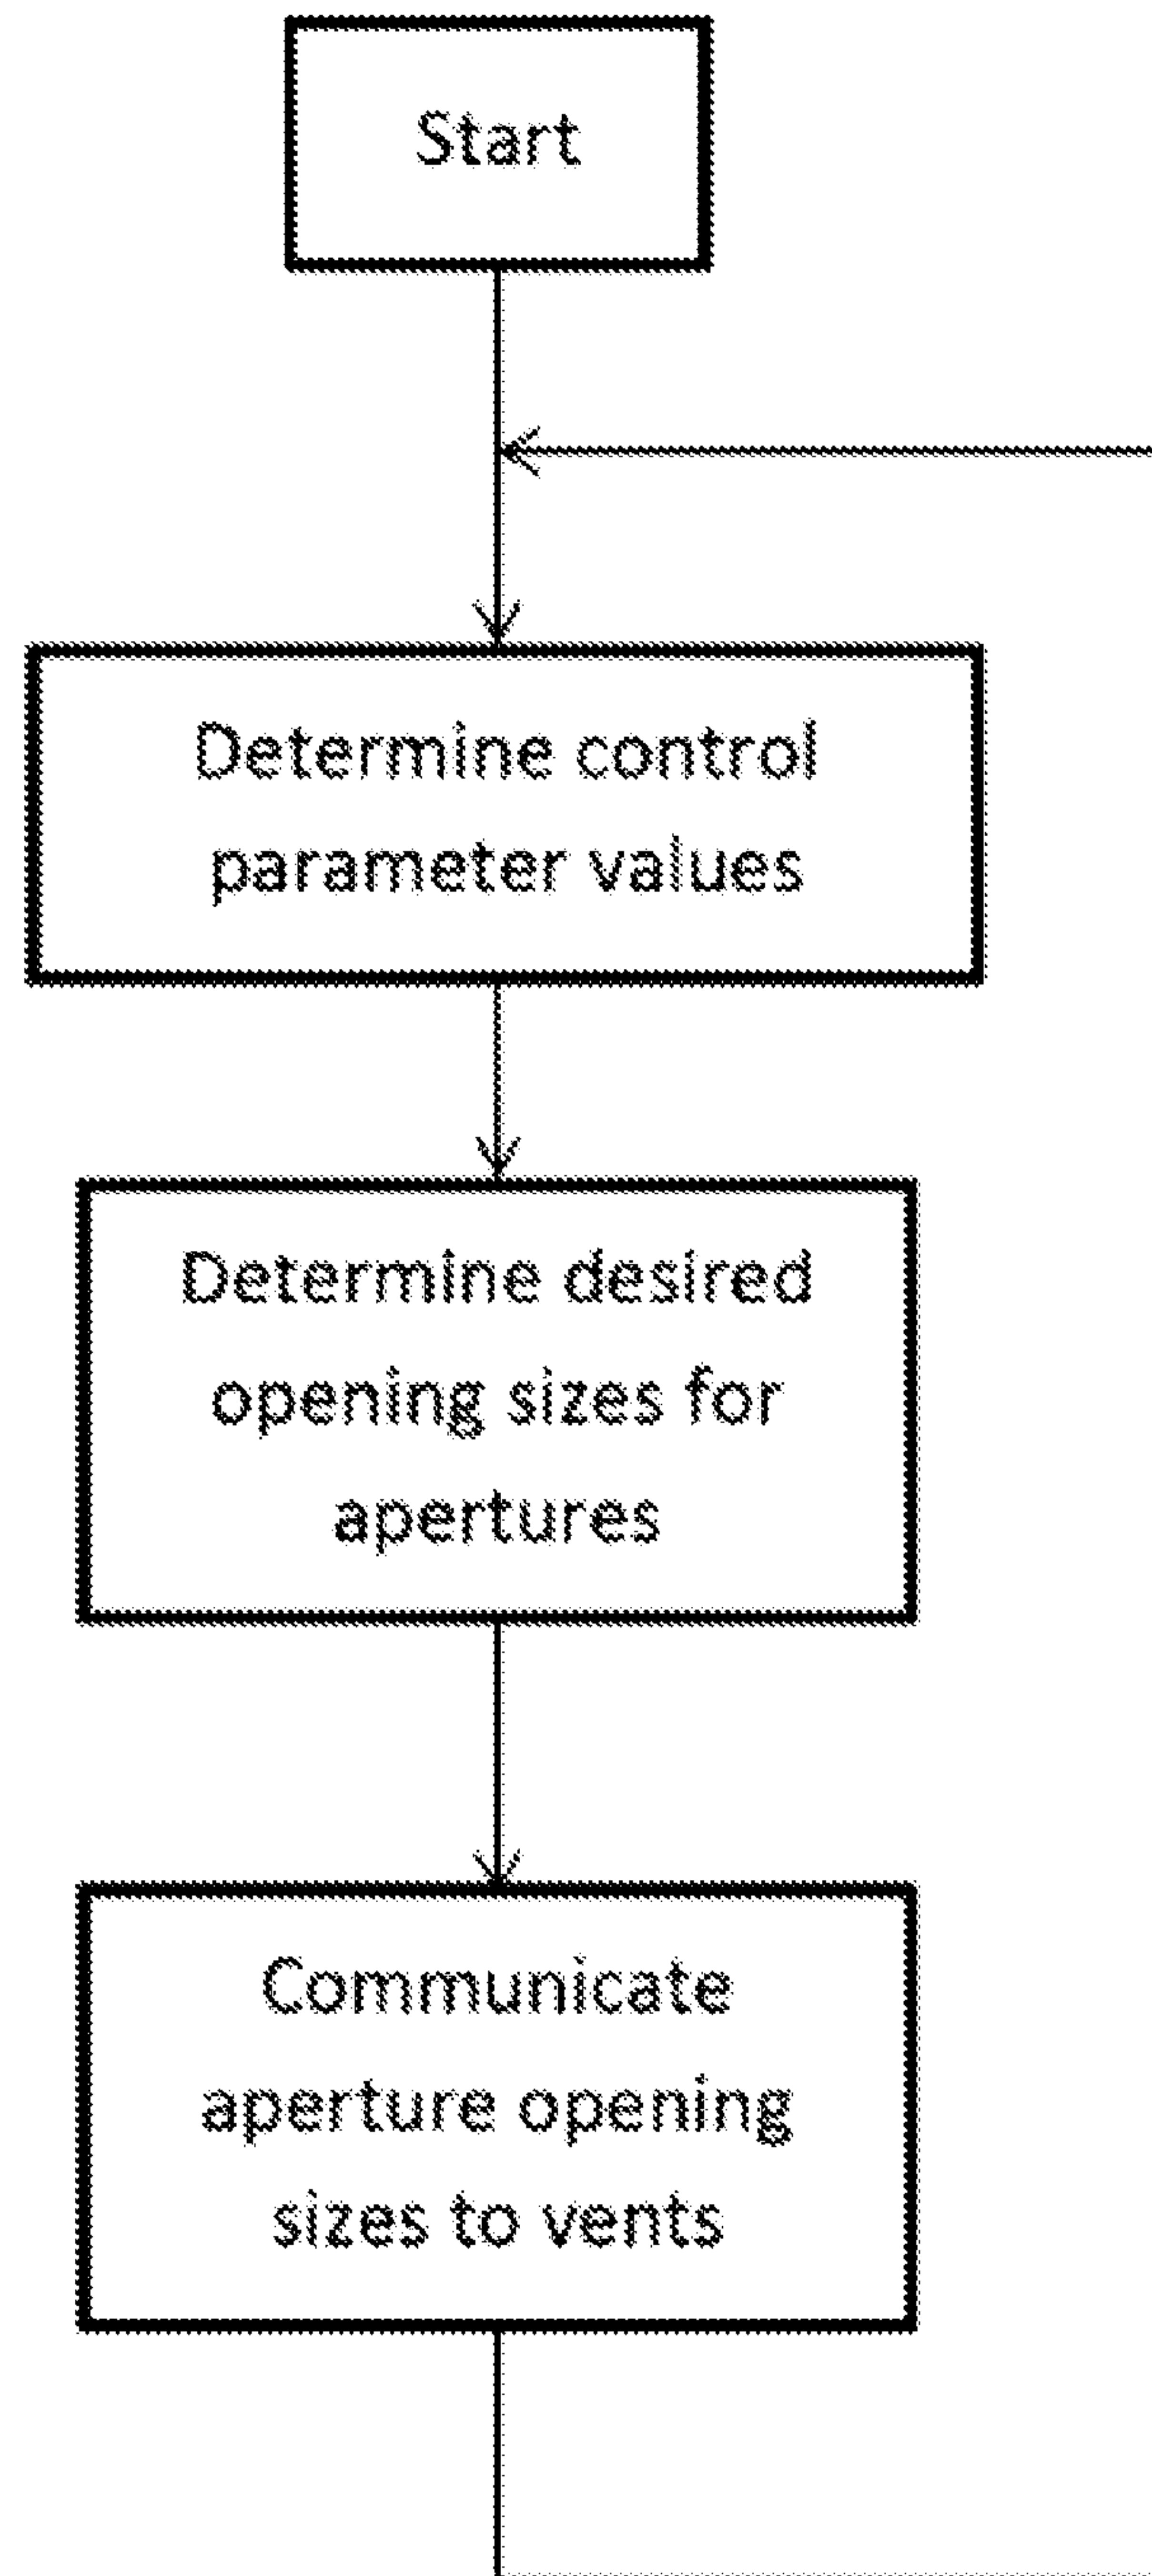 Start
Determine control
parameter values
Determine desired
opening sizes for
apertures
Communicate
aperture opening
sizes to vents